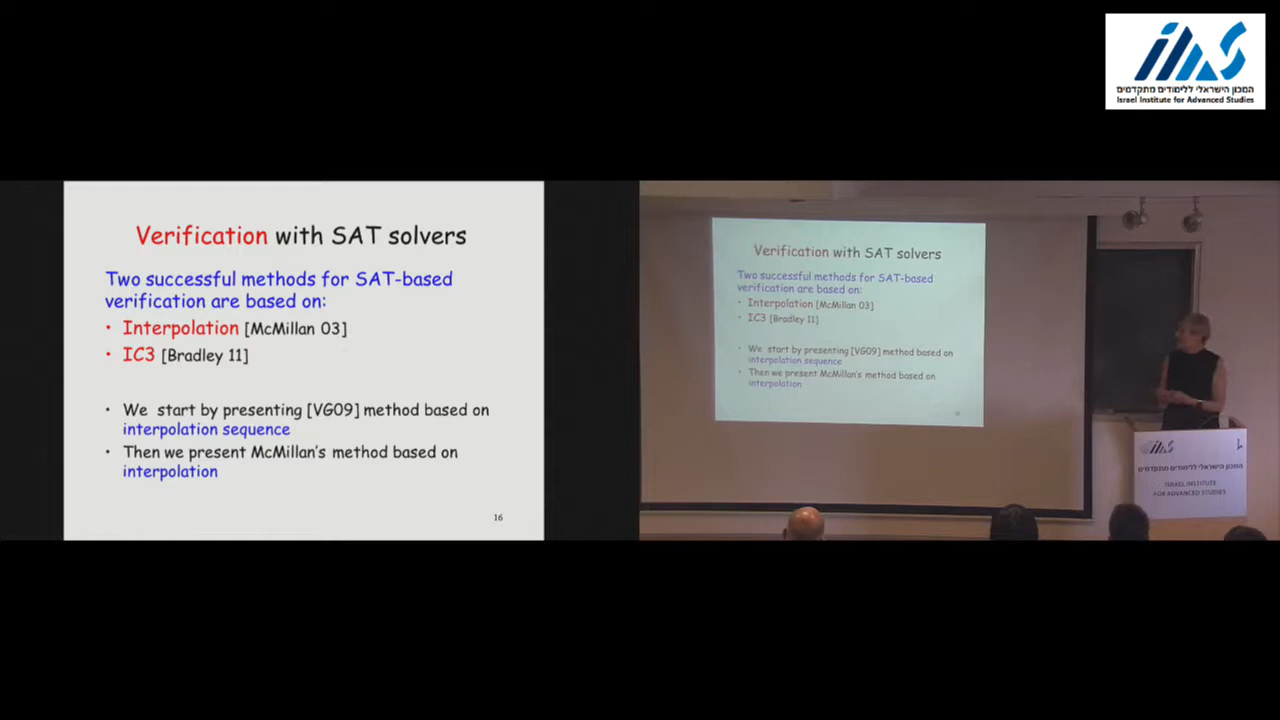 המכון הישראלי ללימודים מתקדמים
Israel Institute for Advanced Studies
Verification with SAT solvers
Two successful methods for SAT-based
verification are based on:
• Interpolation [McMillan 03]
• IC3 [Bradley 11]
• We start by presenting [VG09] method based on
interpolation sequence
• Then we present McMillan's method based on
interpolation
16
Verification with SAT solvers
Two successful methods for SAT-based
verification are based on:
• Interpolation [McMillan 03]
• IC3 [Bradley 11]
• We start by presenting [VG09] method based on
interpolation sequence
• Then we present McMillan's method based on
interpolation
המכון הישראלי ללימודים מתקדמים
ISRAEL INSTITUTE
FOR ADVANCED STUDIES